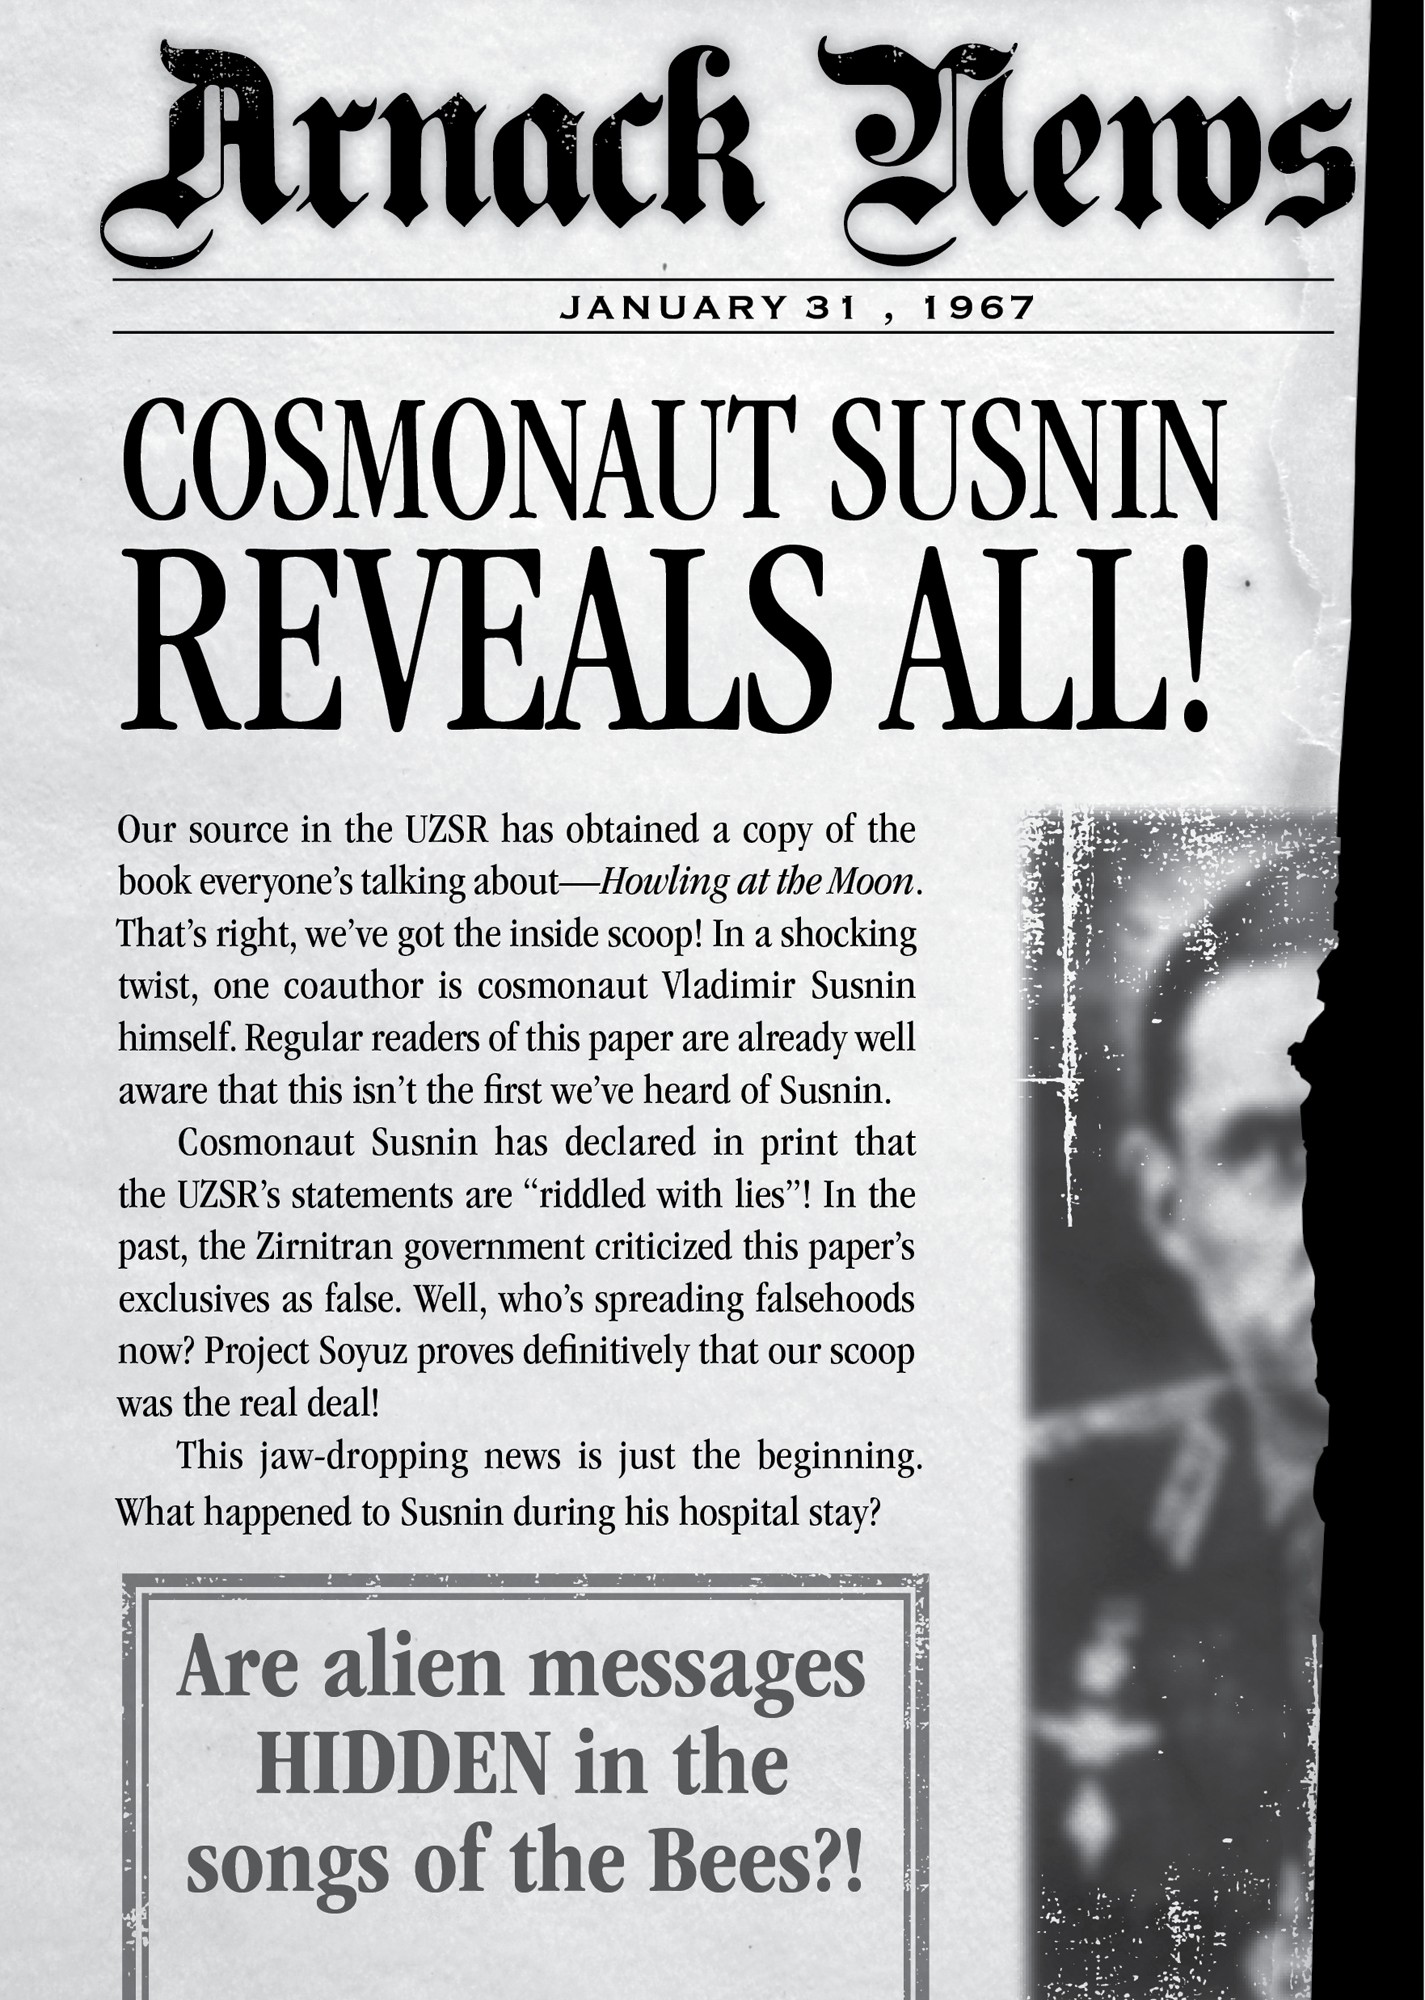 Arnack News
JANUARY 31 , 1967
COSMONAUT SUSNIN
REVEALS ALL!
Our source in the UZSR has obtained a copy of the
book everyone’s talking about—Howling at the Moon.
That’s right, we’ve got the inside scoop! In a shocking
twist, one coauthor is cosmonaut Vladimir Susnin
himself. Regular readers of this paper are already well
aware that this isn’t the first we’ve heard of Susnin.
Cosmonaut Susnin has declared in print that
the UZSR’s statements are “riddled with lies”! In the
past, the Zirnitran government criticized this paper’s
exclusives as false. Well, who’s spreading falsehoods
now? Project Soyuz proves definitively that our scoop
was the real deal!
This jaw-dropping news is just the beginning.
What happened to Susnin during his hospital stay?
Are alien messages
HIDDEN in the
songs of the Bees?!